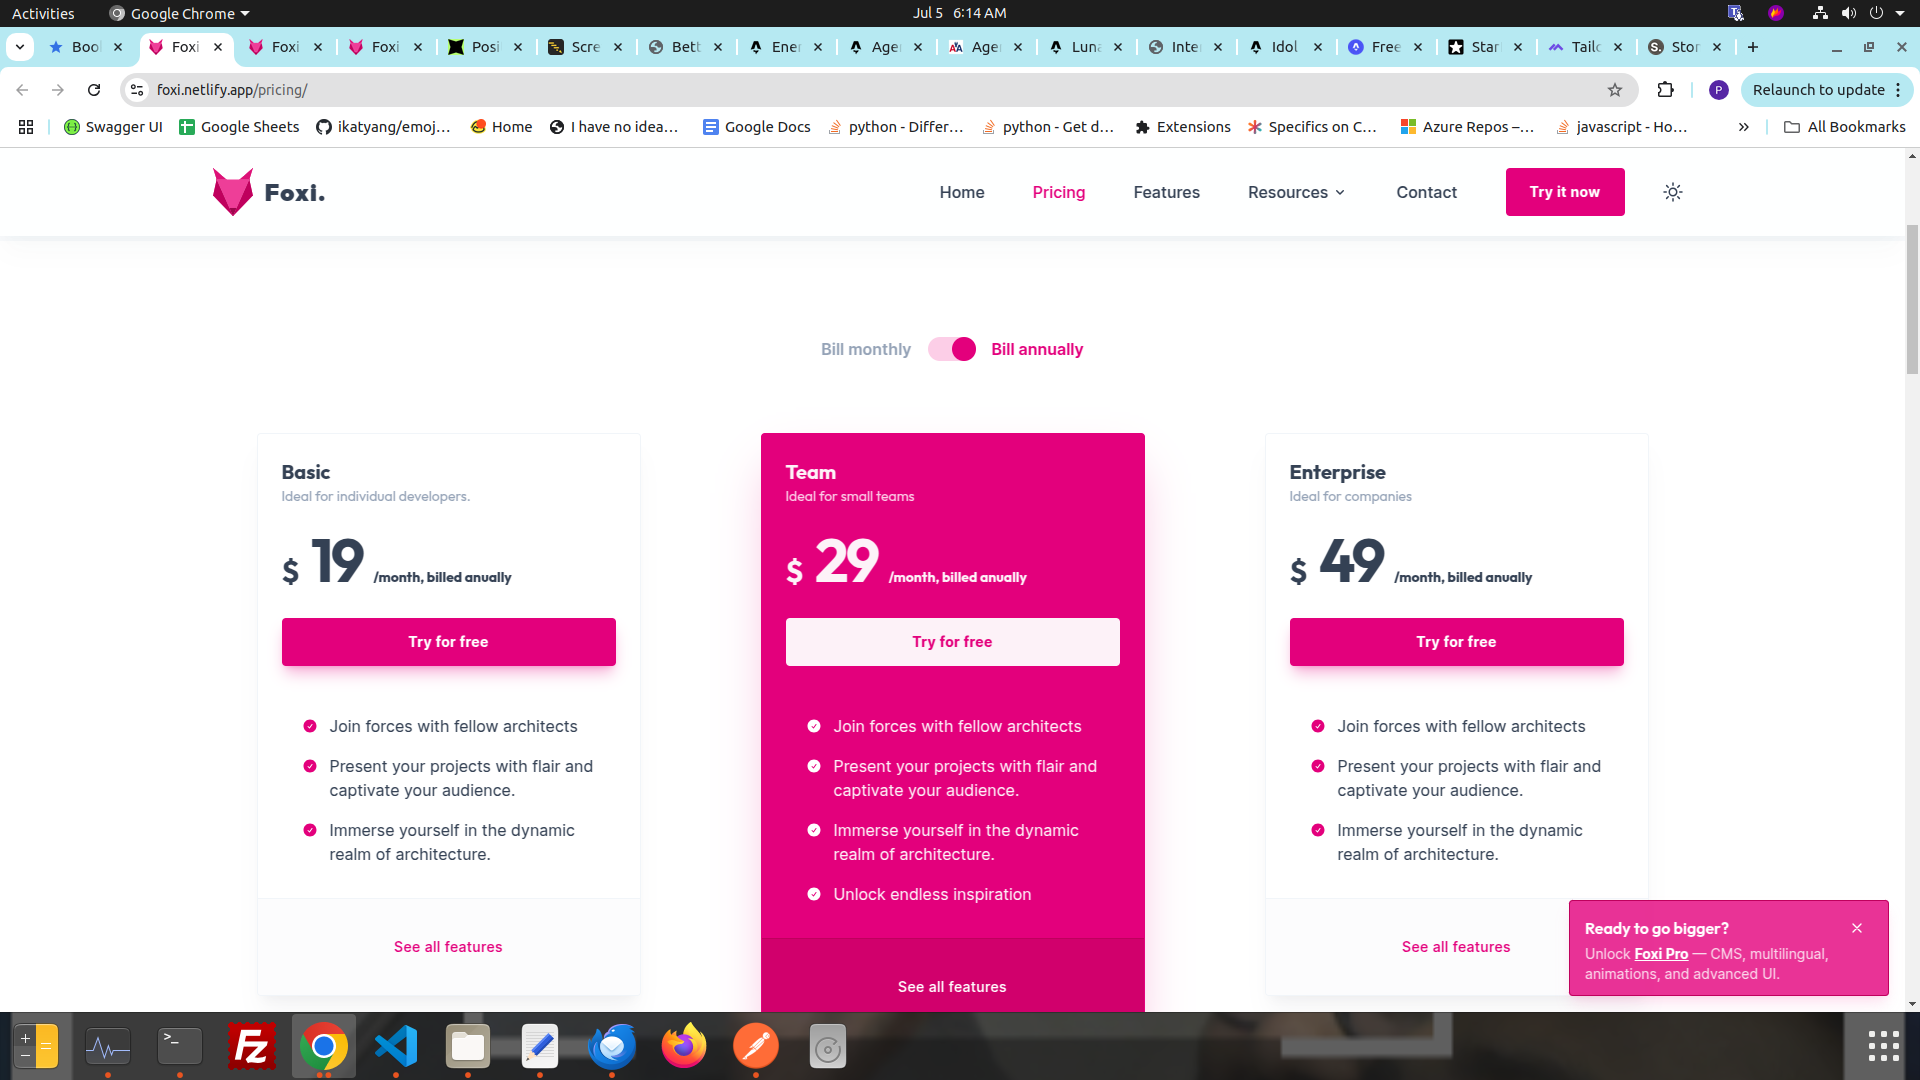 Activities Google Chrome Jul 5 6:14 AM
Boo Foxi Foxi Foxi Posi Scre Bett Ener Age Age Luna Inte Idol Free Star Tailo Stor
foxi.netlify.app/pricing/ P Relaunch to update
Swagger UI Google Sheets ikatyang/emoj… Home I have no idea… Google Docs python - Differ… python - Get d… Extensions Specifics on C… Azure Repos –… javascript - Ho… » All Bookmarks
Foxi. Home Pricing Features Resources Contact Try it now
Bill monthly Bill annually
Basic
Ideal for individual developers.
$ 19 /month, billed anually
Try for free
Join forces with fellow architects
Present your projects with flair and
captivate your audience.
Immerse yourself in the dynamic
realm of architecture.
See all features
Team
Ideal for small teams
$ 29 /month, billed anually
Try for free
Join forces with fellow architects
Present your projects with flair and
captivate your audience.
Immerse yourself in the dynamic
realm of architecture.
Unlock endless inspiration
See all features
Enterprise
Ideal for companies
$ 49 /month, billed anually
Try for free
Join forces with fellow architects
Present your projects with flair and
captivate your audience.
Immerse yourself in the dynamic
realm of architecture.
See all features
Ready to go bigger?
Unlock Foxi Pro — CMS, multilingual,
animations, and advanced UI.